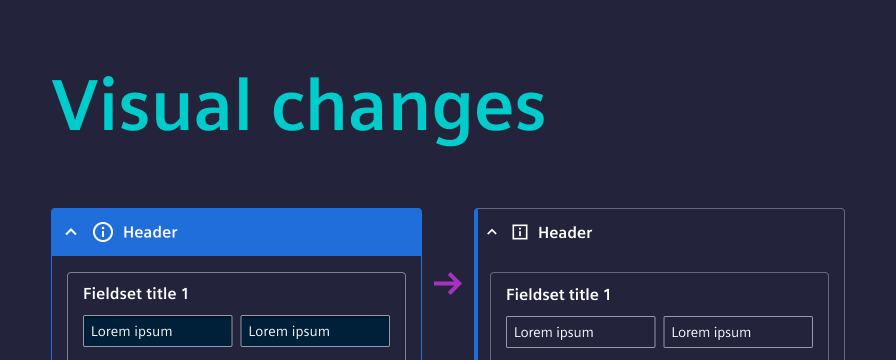 Visual changes
Header
Header
Fieldset title 1
Fieldset title 1
Lorem ipsum Lorem ipsum
Lorem ipsum Lorem ipsum